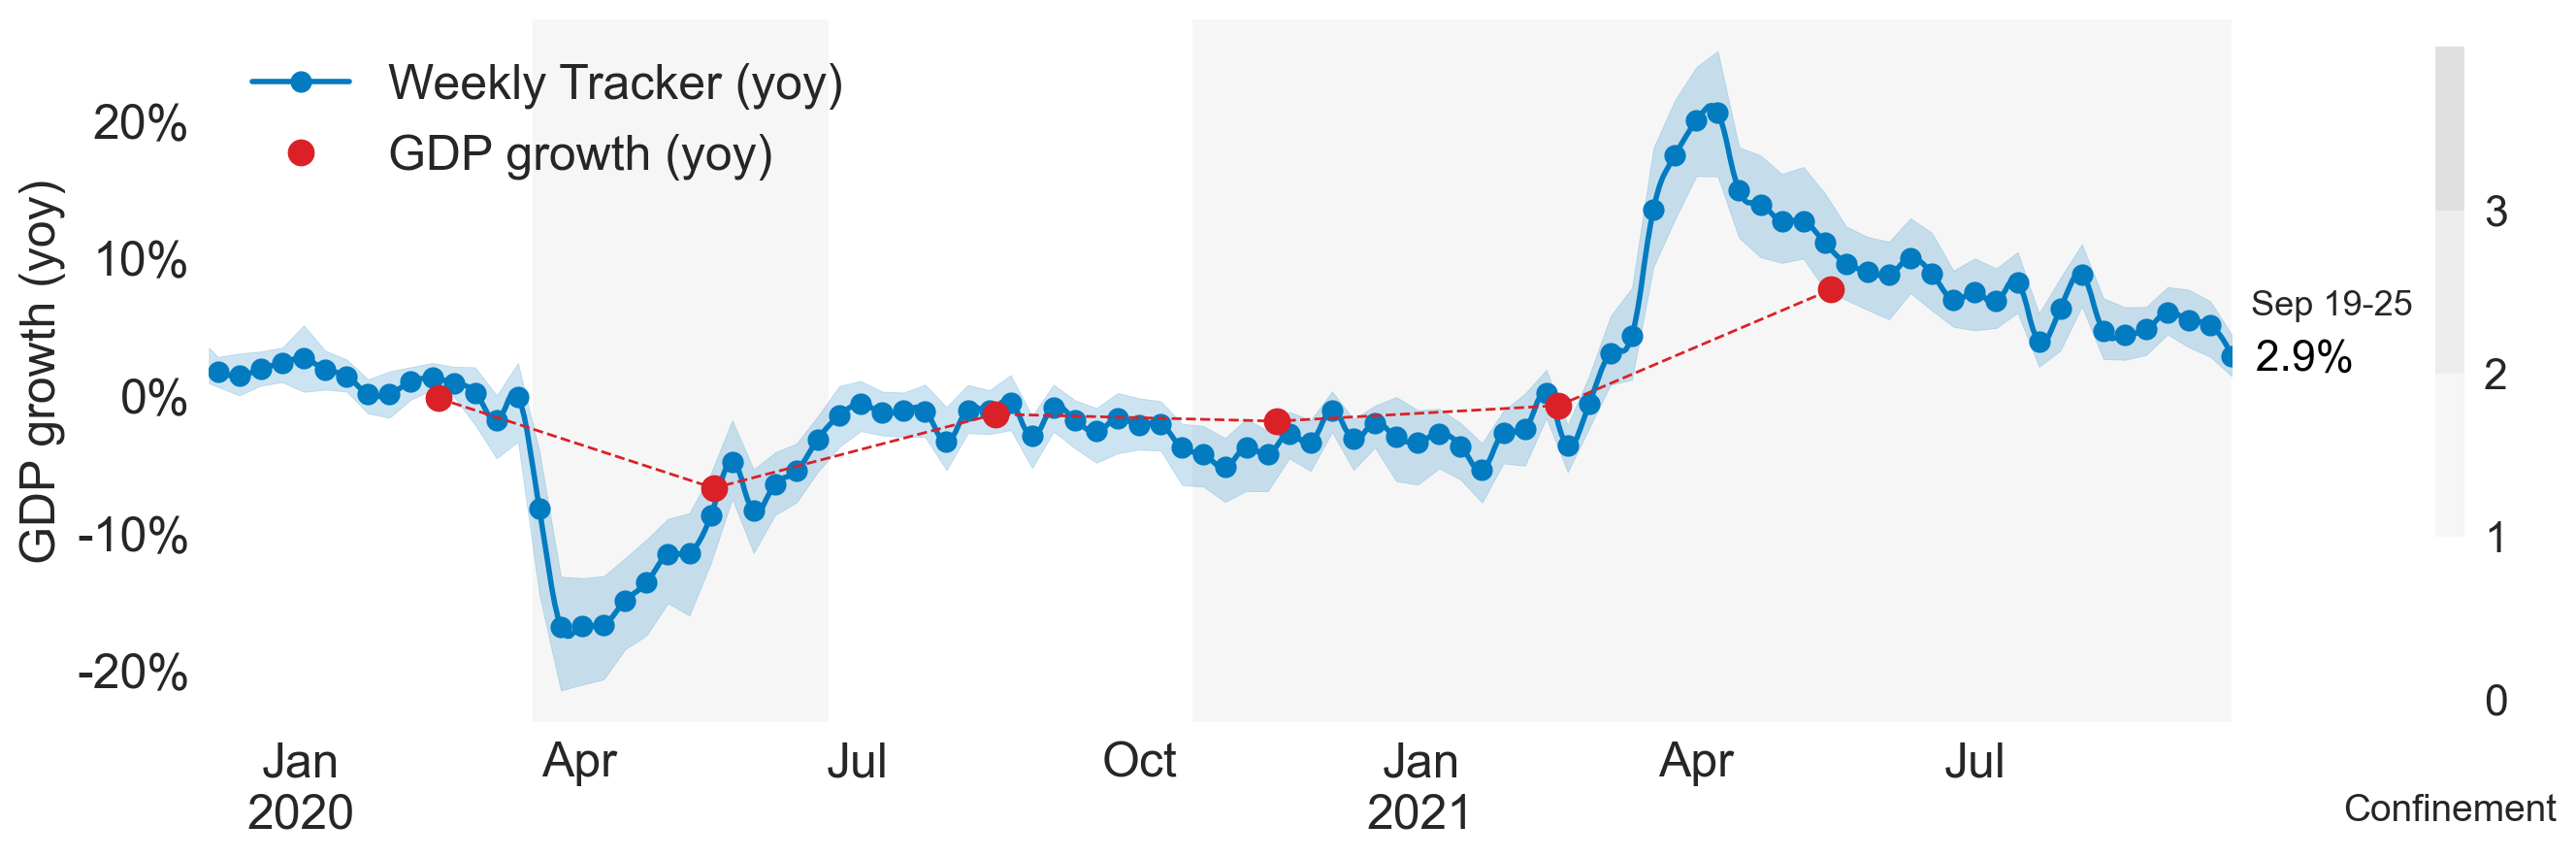 Weekly Tracker (yoy)
GDP growth (yoy)
GDP growth (yoy)
20%
10%
0%
-10%
-20%
Jan
2020
Apr
Jul
Oct
Jan
2021
Apr
Jul
Sep 19-25
2.9%
3
2
1
0
Confinement